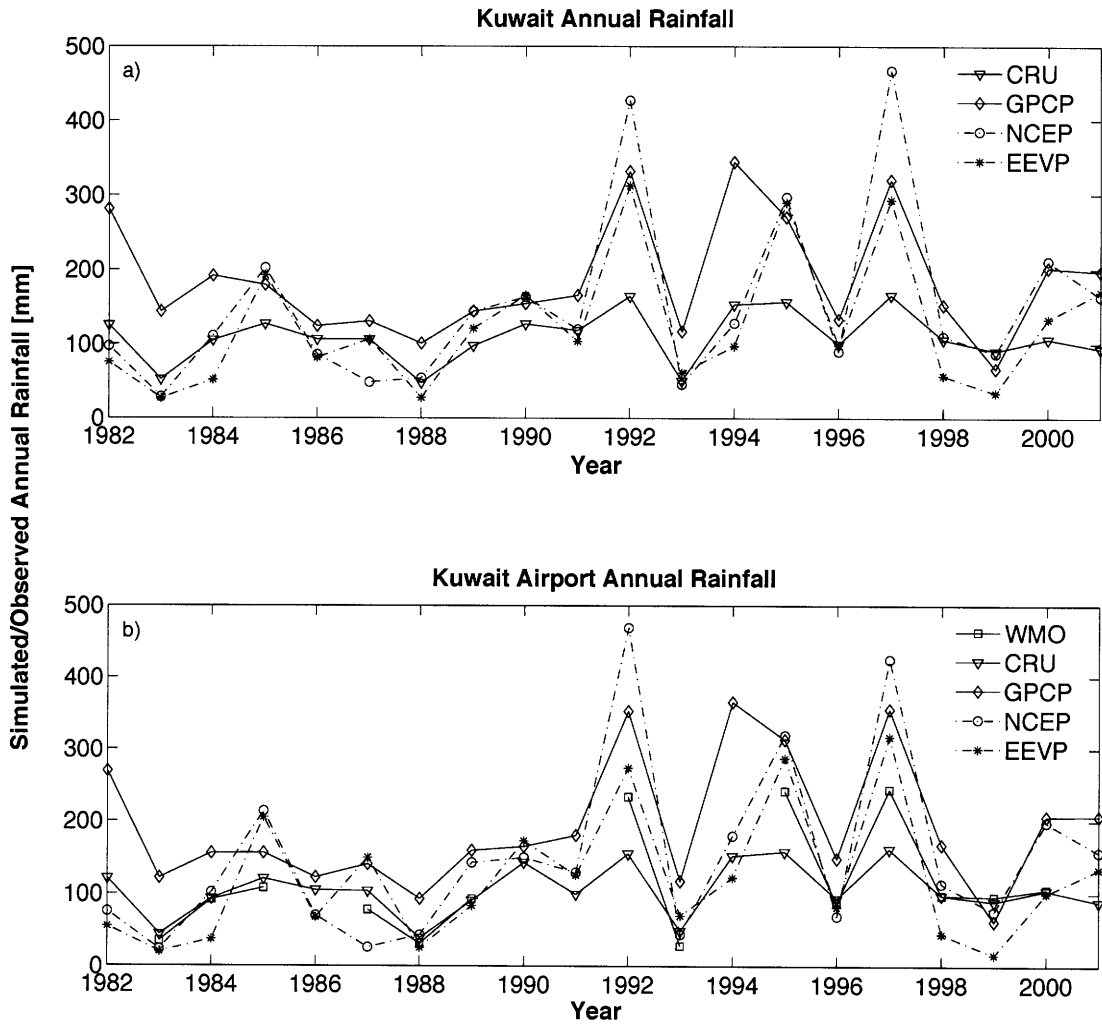 Kuwait Annual Rainfall
a)
CRU
GPCP
NCEP
EEVP
500
400
300
200
100
0
1982 1984 1986 1988 1990 1992 1994 1996 1998 2000
Year
Simulated/Observed Annual Rainfall [mm]
Kuwait Airport Annual Rainfall
b)
WMO
CRU
GPCP
NCEP
EEVP
500
400
300
200
100
0
1982 1984 1986 1988 1990 1992 1994 1996 1998 2000
Year